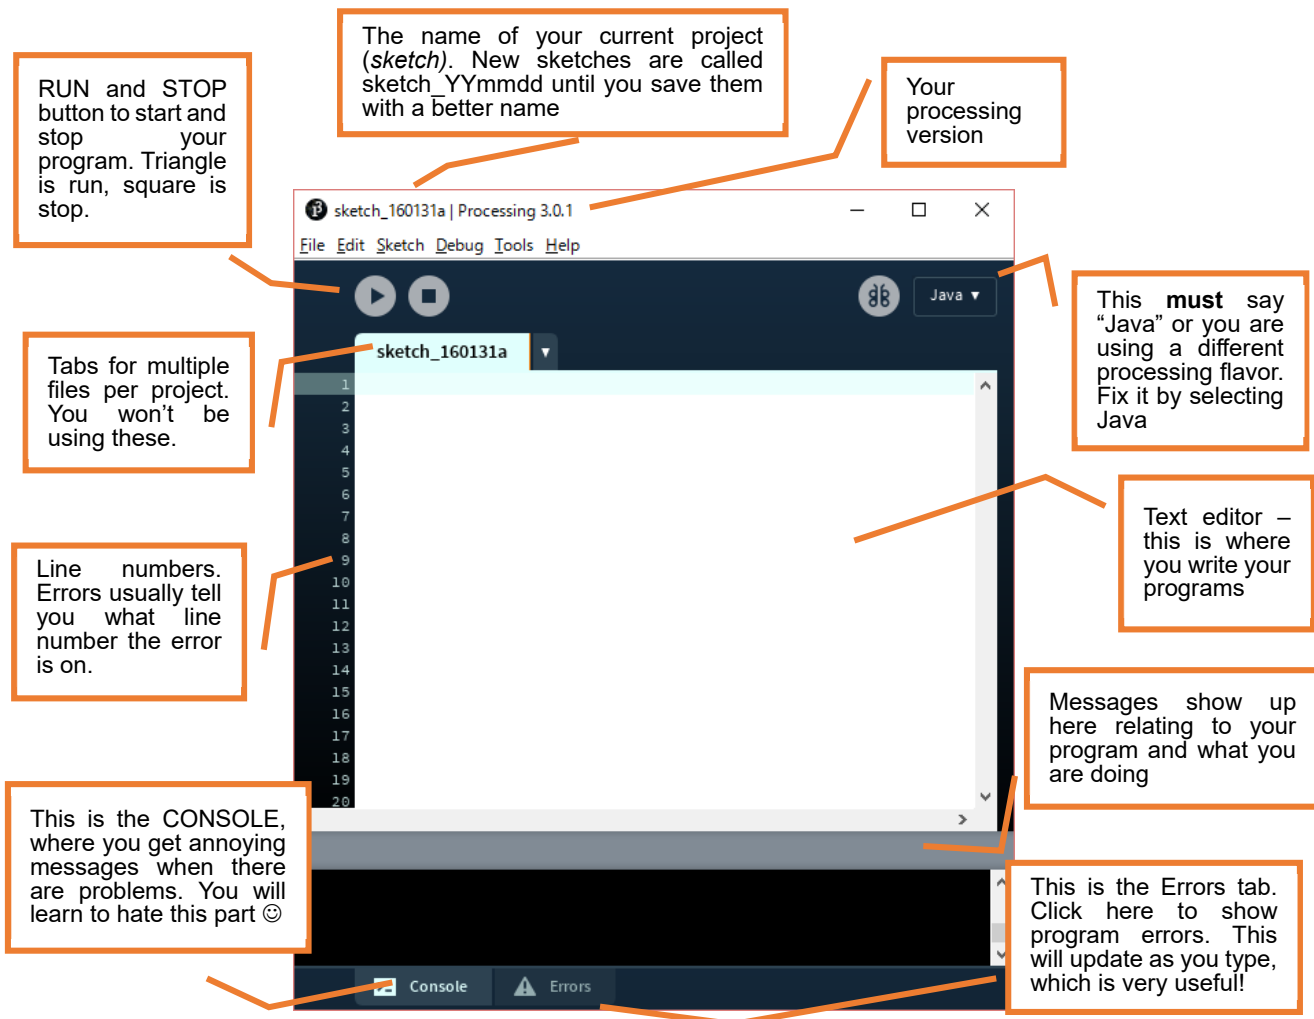 The name of your current project
(sketch). New sketches are called
sketch_YYmmdd until you save them
with a better name
RUN and STOP
button to start and
stop your
program. Triangle
is run, square is
stop.
Your
processing
version
sketch_160131a | Processing 3.0.1
File Edit Sketch Debug Tools Help
Java ▼
This must say
“Java” or you are
using a different
processing flavor.
Fix it by selecting
Java
Tabs for multiple
files per project.
You won’t be
using these.
sketch_160131a ▼
1
2
3
4
5
6
7
8
9
10
11
12
13
14
15
16
17
18
19
20
Text editor –
this is where
you write your
programs
Line numbers.
Errors usually tell
you what line
number the error
is on.
Messages show up
here relating to your
program and what you
are doing
This is the CONSOLE,
where you get annoying
messages when there
are problems. You will
learn to hate this part ☺
This is the Errors tab.
Click here to show
program errors. This
will update as you type,
which is very useful!
Console
Errors